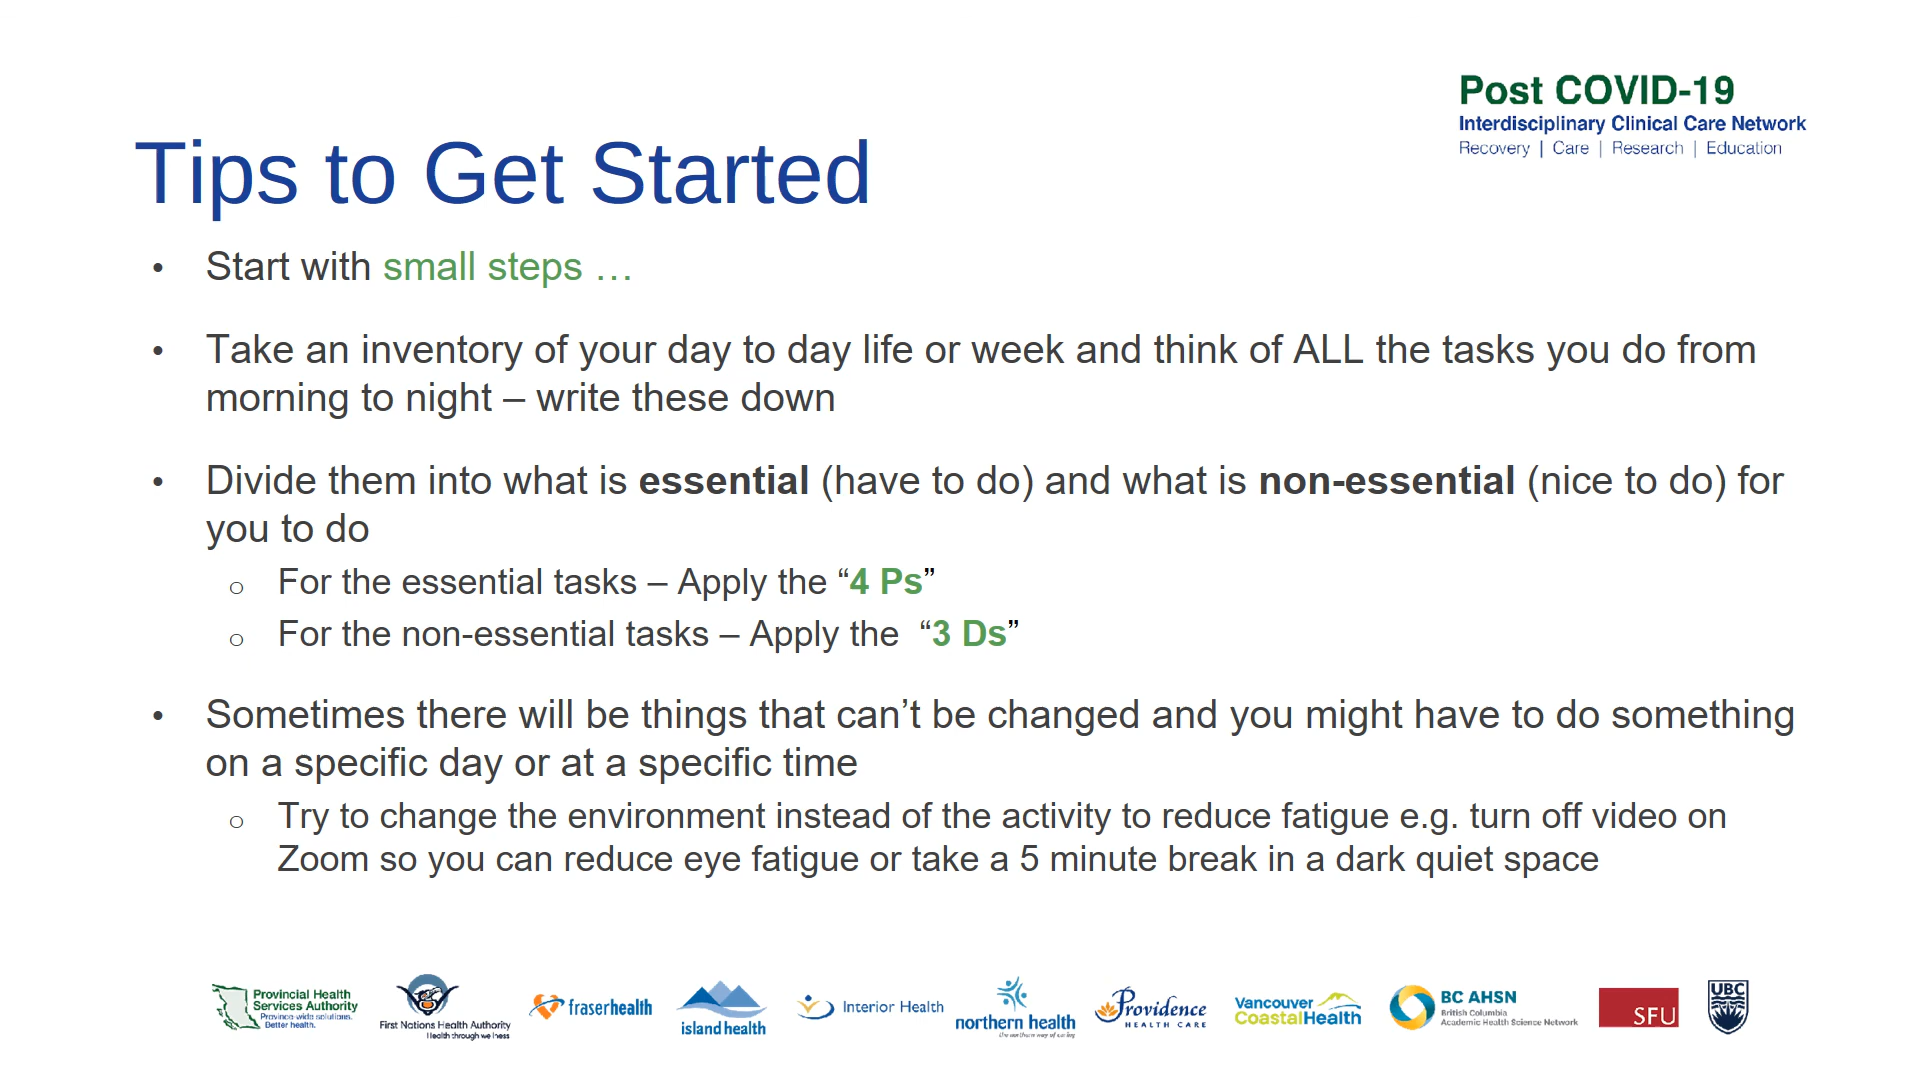 Post COVID-19
Interdisciplinary Clinical Care Network
Recovery | Care | Research | Education
Tips to Get Started
• Start with small steps …
• Take an inventory of your day to day life or week and think of ALL the tasks you do from
morning to night – write these down
• Divide them into what is essential (have to do) and what is non-essential (nice to do) for
you to do
o For the essential tasks – Apply the “4 Ps”
o For the non-essential tasks – Apply the “3 Ds”
• Sometimes there will be things that can’t be changed and you might have to do something
on a specific day or at a specific time
o Try to change the environment instead of the activity to reduce fatigue e.g. turn off video on
Zoom so you can reduce eye fatigue or take a 5 minute break in a dark quiet space
Provincial Health
Services Authority
Province-wide solutions.
Better health.
First Nations Health Authority
Health through wellness
fraserhealth
island health
Interior Health
northern health
the northern way of caring
Providence
HEALTH CARE
Vancouver
CoastalHealth
BC AHSN
British Columbia
Academic Health Science Network
SFU
UBC